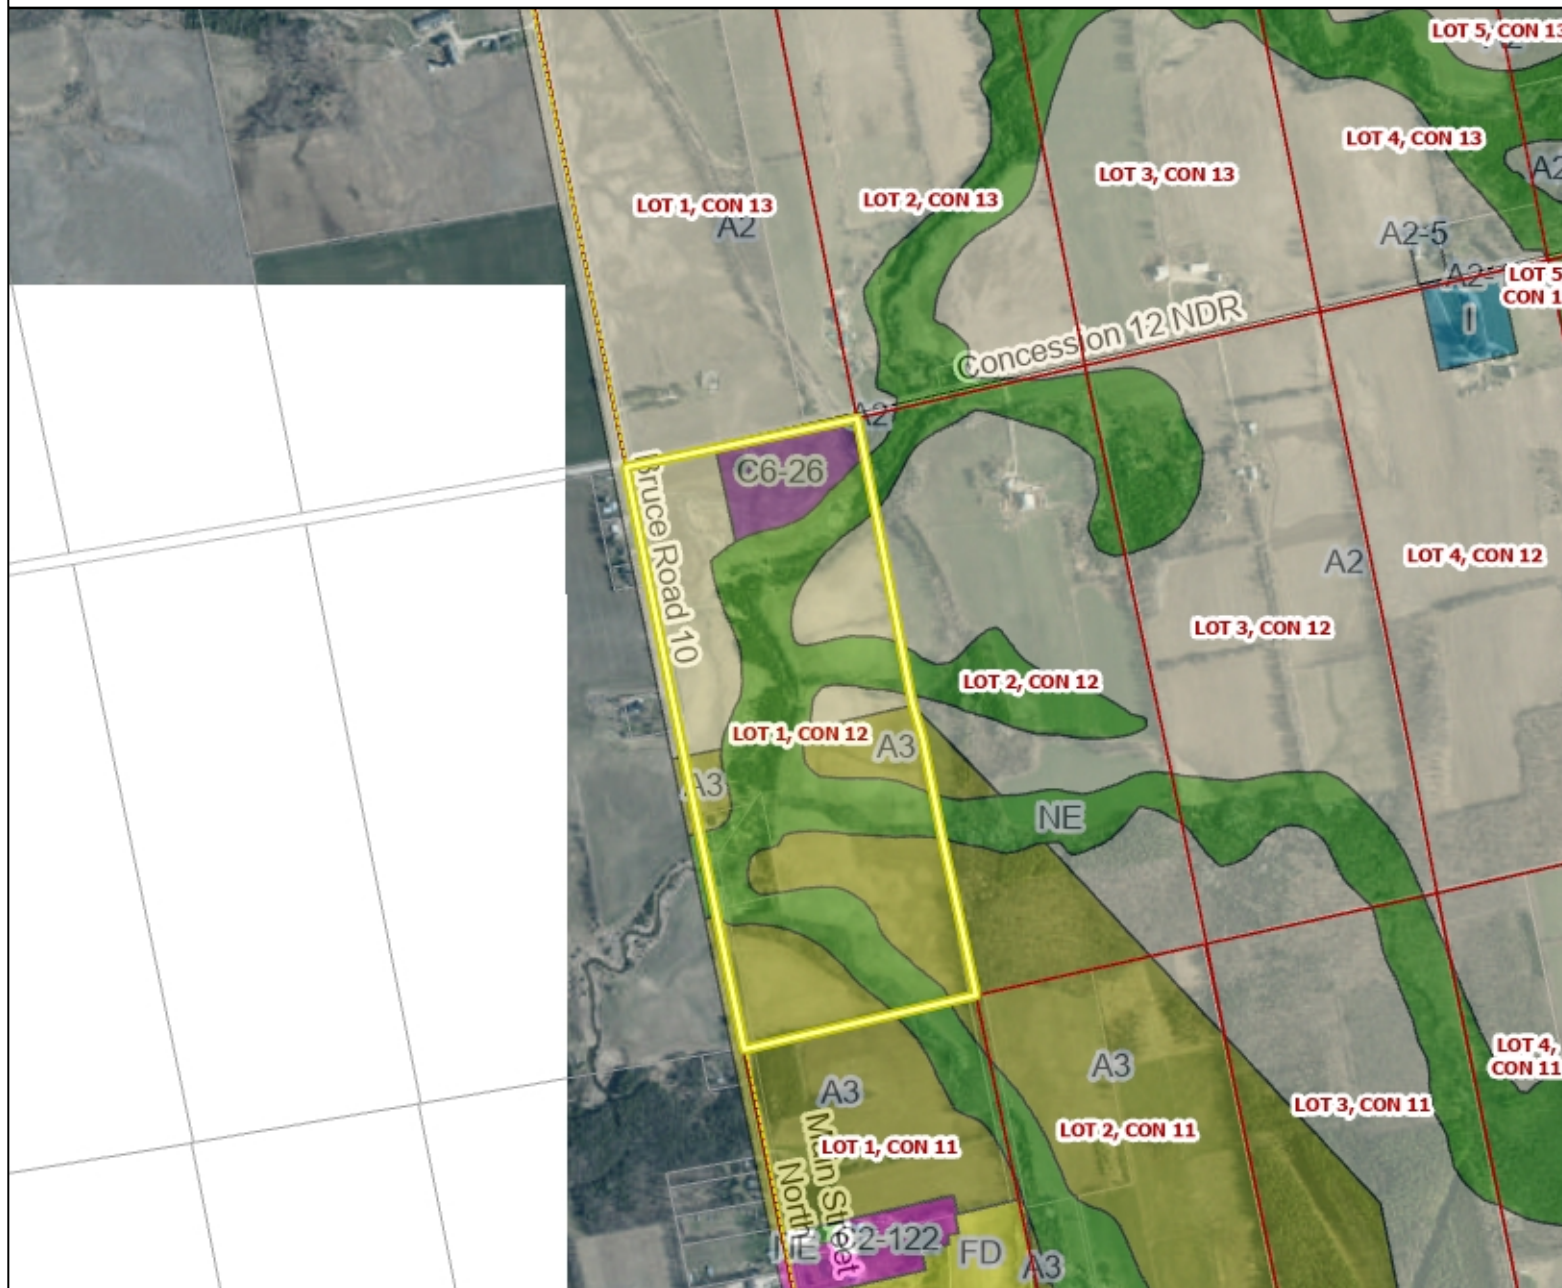 LOT 5, CON 13
LOT 4, CON 13
LOT 3, CON 13
A2
LOT 2, CON 13
LOT 1, CON 13
A2
A2-5
LOT 5
CON 1
Concession 12 NDR
I
A2
C6-26
Bruce Road 10
LOT 4, CON 12
A2
LOT 3, CON 12
LOT 2, CON 12
LOT 1, CON 12
A3
A3
NE
LOT 4,
CON 11
A3
A3
LOT 3, CON 11
LOT 2, CON 11
LOT 1, CON 11
Main Street
North
C2-122
FD
A3